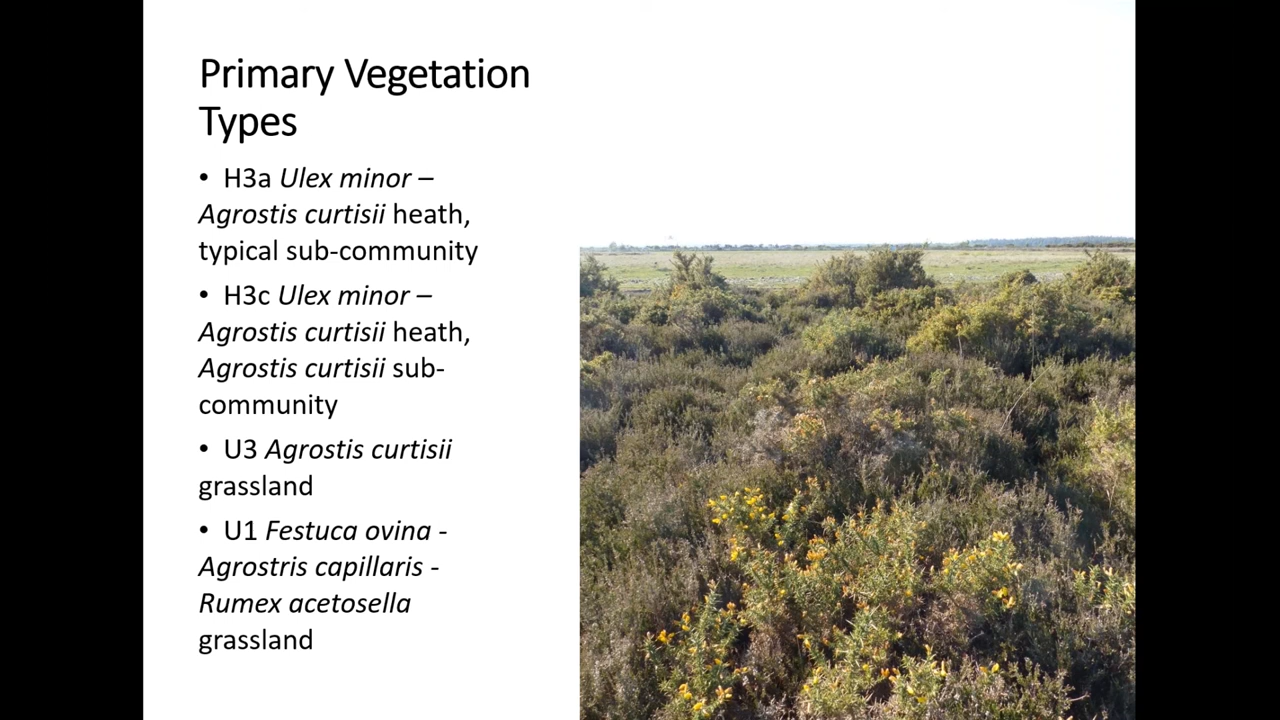 Primary Vegetation
Types
• H3a Ulex minor –
Agrostis curtisii heath,
typical sub-community
• H3c Ulex minor –
Agrostis curtisii heath,
Agrostis curtisii sub-
community
• U3 Agrostis curtisii
grassland
• U1 Festuca ovina -
Agrostris capillaris -
Rumex acetosella
grassland